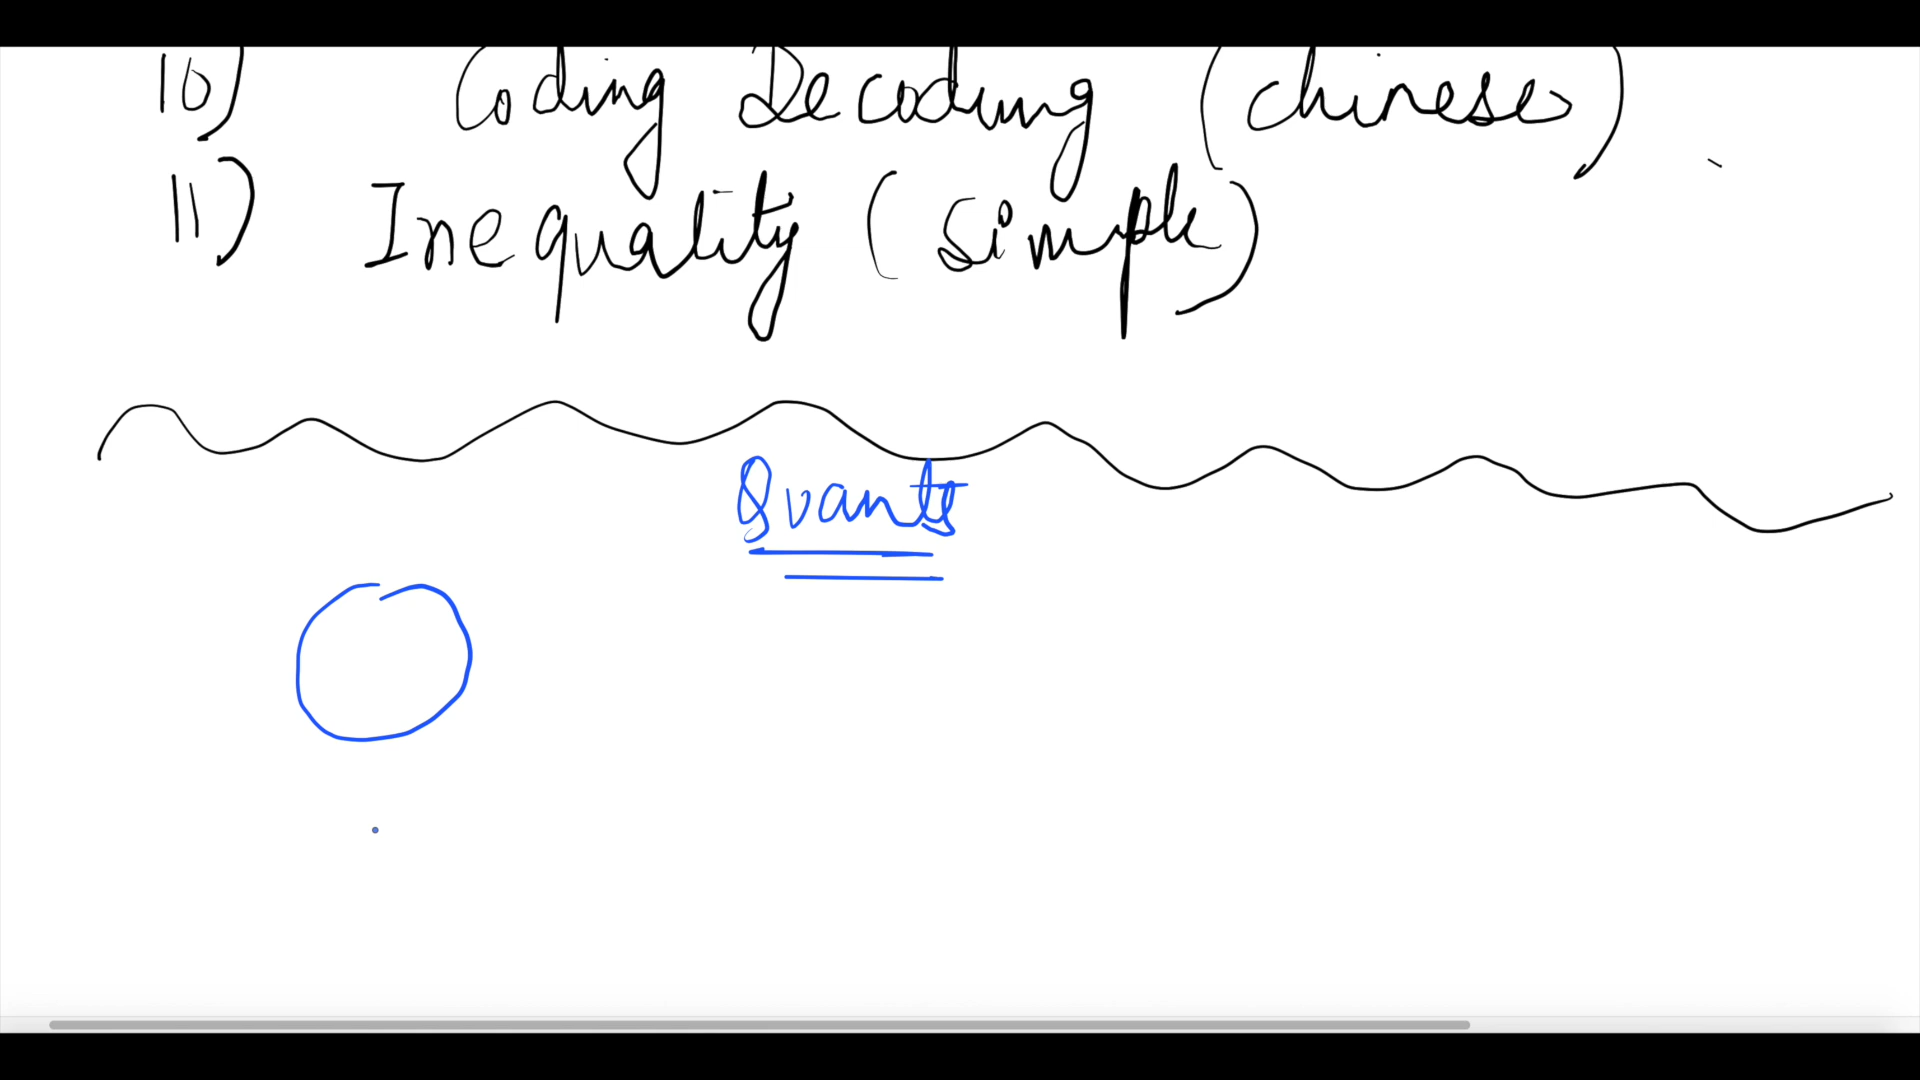 10) Coding Decoding (Chinese)
11) Inequality (Simple)
Quants